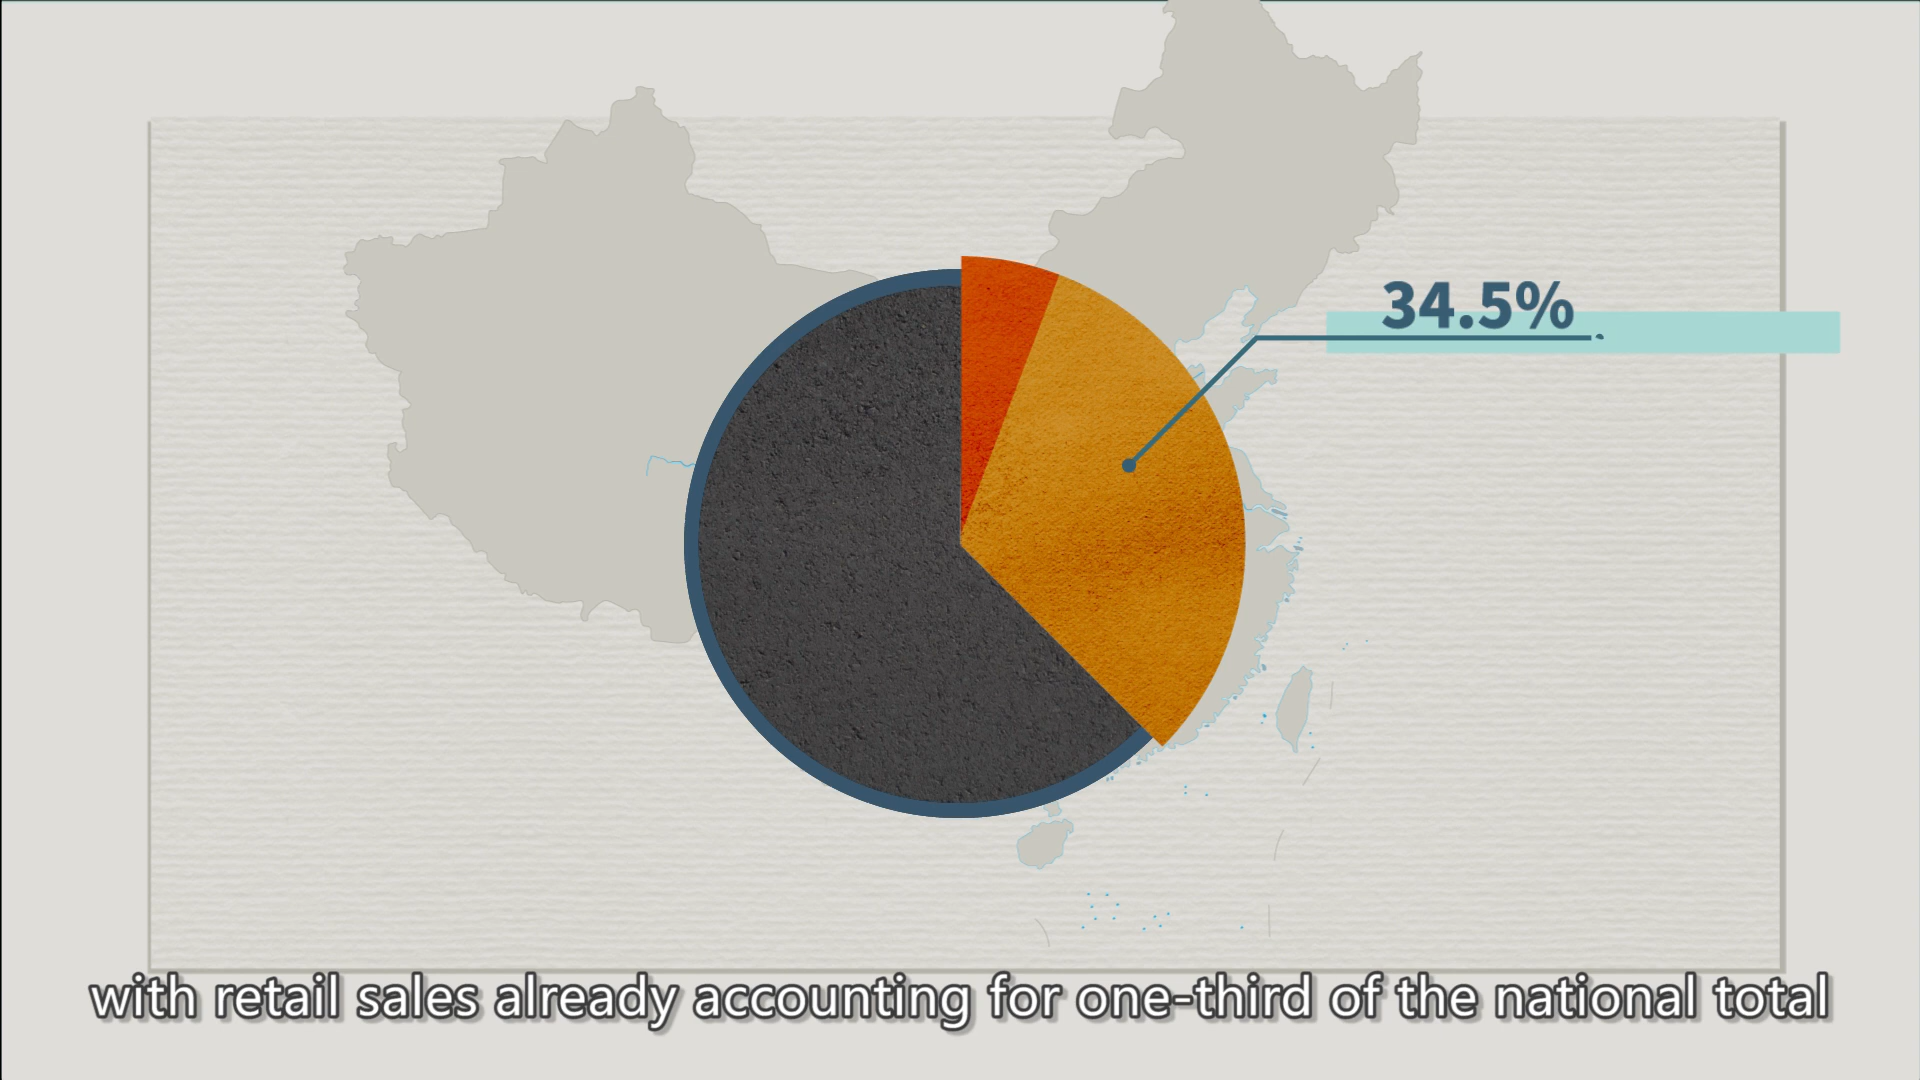 34.5%
with retail sales already accounting for one-third of the national total